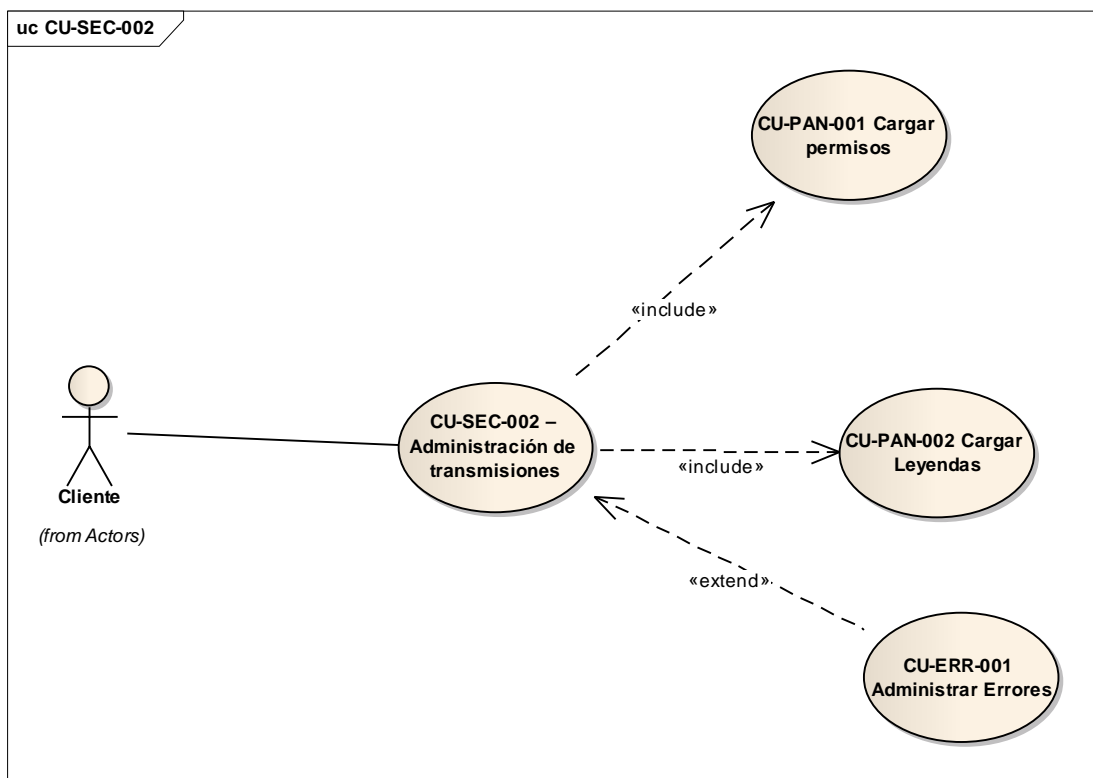 uc CU-SEC-002
CU-PAN-001 Cargar
permisos
«include»
CU-SEC-002 –
Administración de
transmisiones
CU-PAN-002 Cargar
Leyendas
«include»
Cliente
(from Actors)
«extend»
CU-ERR-001
Administrar Errores